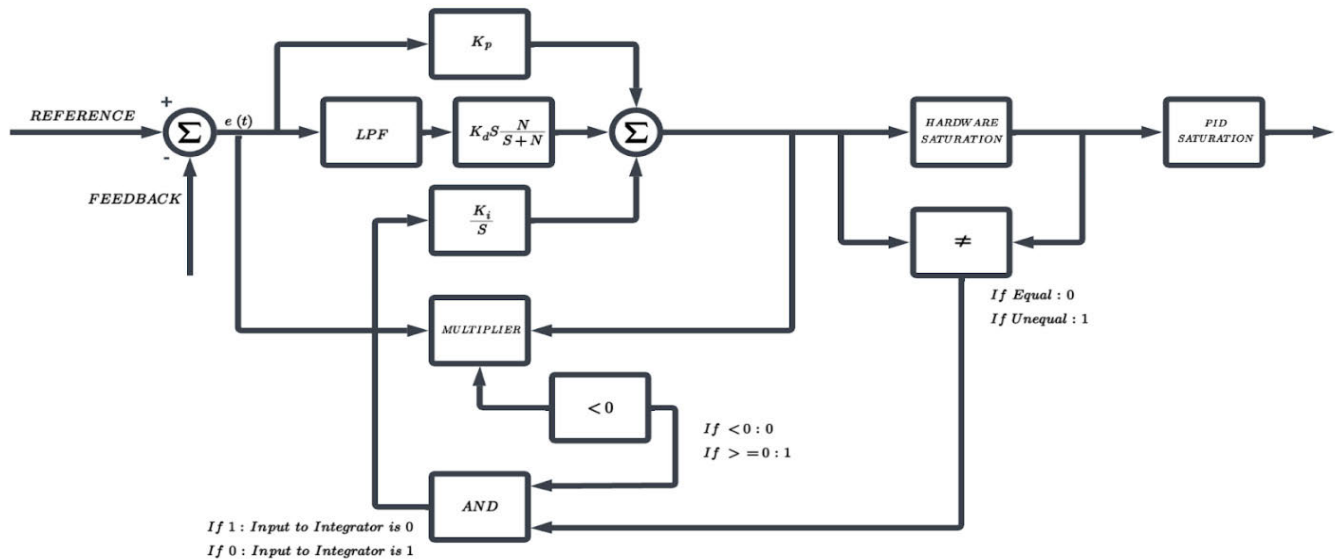 K_p
REFERENCE
+
Σ
-
e (t)
LPF
K_d S N/(S + N)
Σ
HARDWARE
SATURATION
PID
SATURATION
FEEDBACK
K_i/S
≠
If Equal : 0
If Unequal : 1
MULTIPLIER
< 0
If < 0 : 0
If > = 0 : 1
AND
If 1 : Input to Integrator is 0
If 0 : Input to Integrator is 1